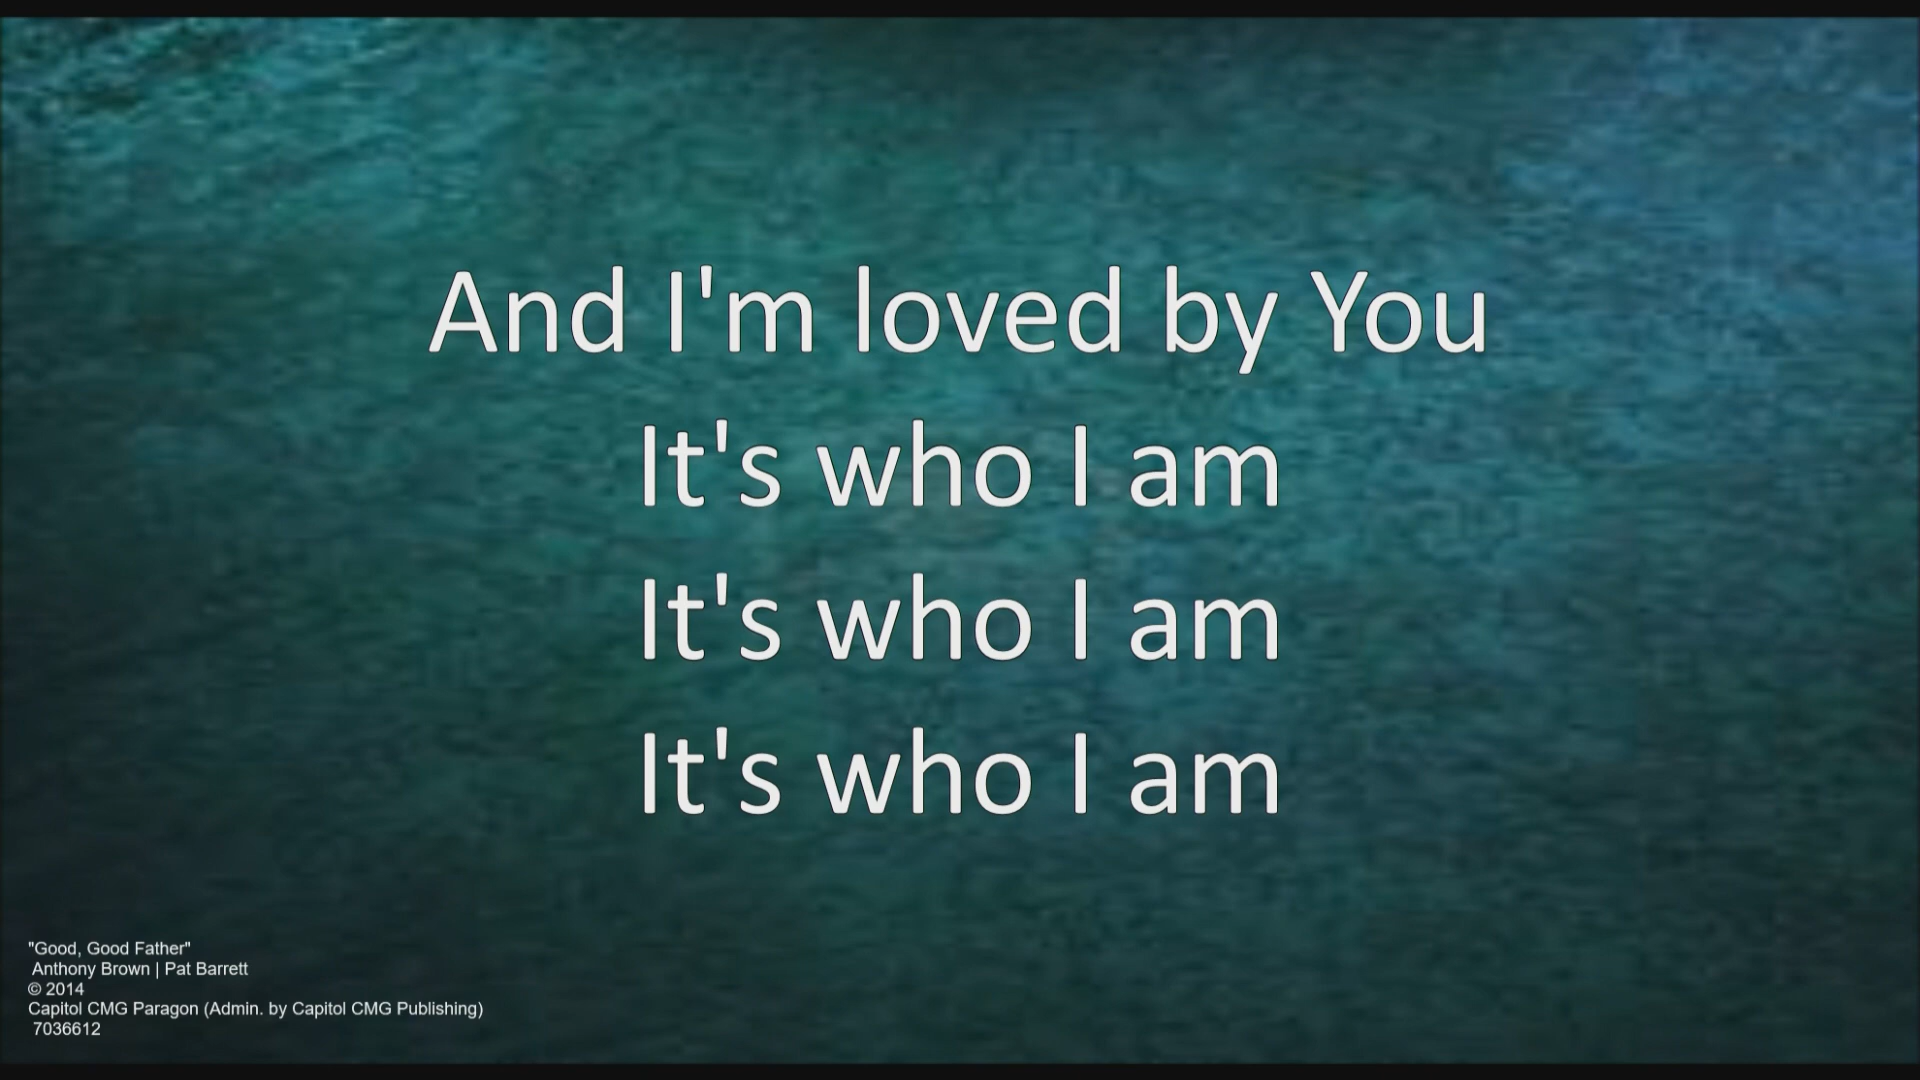 And I'm loved by You
It's who I am
It's who I am
It's who I am
"Good, Good Father"
Anthony Brown | Pat Barrett
© 2014
Capitol CMG Paragon (Admin. by Capitol CMG Publishing)
7036612